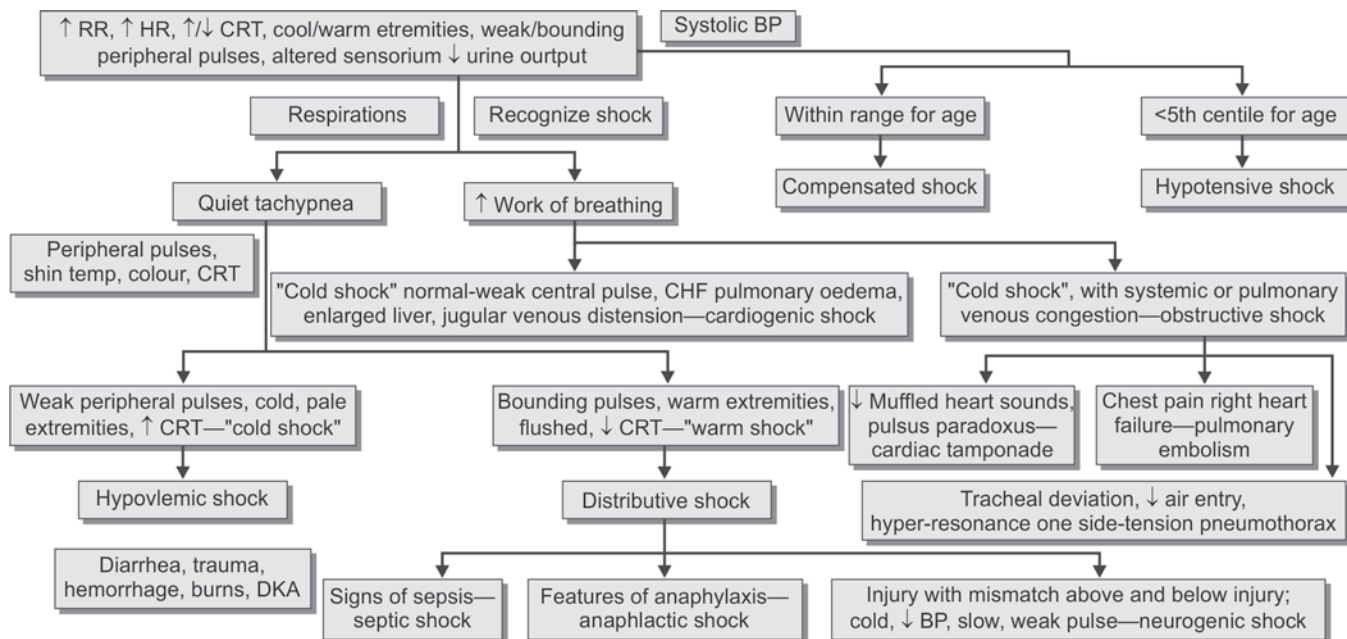 ↑ RR, ↑ HR, ↑/↓ CRT, cool/warm etremities, weak/bounding
peripheral pulses, altered sensorium ↓ urine ourtput
Systolic BP
Respirations
Recognize shock
Within range for age
<5th centile for age
Compensated shock
Hypotensive shock
Quiet tachypnea
↑ Work of breathing
Peripheral pulses,
shin temp, colour, CRT
"Cold shock" normal-weak central pulse, CHF pulmonary oedema,
enlarged liver, jugular venous distension—cardiogenic shock
"Cold shock", with systemic or pulmonary
venous congestion—obstructive shock
Weak peripheral pulses, cold, pale
extremities, ↑ CRT—"cold shock"
Bounding pulses, warm extremities,
flushed, ↓ CRT—"warm shock"
↓ Muffled heart sounds,
pulsus paradoxus—
cardiac tamponade
Chest pain right heart
failure—pulmonary
embolism
Hypovlemic shock
Distributive shock
Tracheal deviation, ↓ air entry,
hyper-resonance one side-tension pneumothorax
Diarrhea, trauma,
hemorrhage, burns, DKA
Signs of sepsis—
septic shock
Features of anaphylaxis—
anaphlactic shock
Injury with mismatch above and below injury;
cold, ↓ BP, slow, weak pulse—neurogenic shock